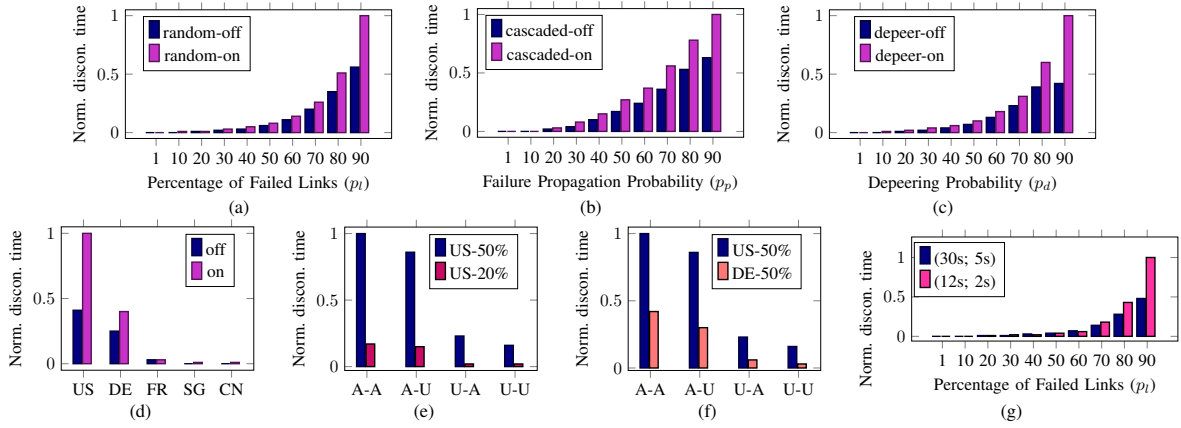 Norm. discon. time
1
0.5
0
random-off
random-on
1 10 20 30 40 50 60 70 80 90
Percentage of Failed Links (p_l)
(a)
Norm. discon. time
1
0.5
0
cascaded-off
cascaded-on
1 10 20 30 40 50 60 70 80 90
Failure Propagation Probability (p_p)
(b)
Norm. discon. time
1
0.5
0
depeer-off
depeer-on
1 10 20 30 40 50 60 70 80 90
Depeering Probability (p_d)
(c)
Norm. discon. time
1
0.5
0
off
on
US DE FR SG CN
(d)
Norm. discon. time
1
0.5
0
US-50%
US-20%
A-A A-U U-A U-U
(e)
Norm. discon. time
1
0.5
0
US-50%
DE-50%
A-A A-U U-A U-U
(f)
Norm. discon. time
1
0.5
0
(30s; 5s)
(12s; 2s)
1 10 20 30 40 50 60 70 80 90
Percentage of Failed Links (p_l)
(g)